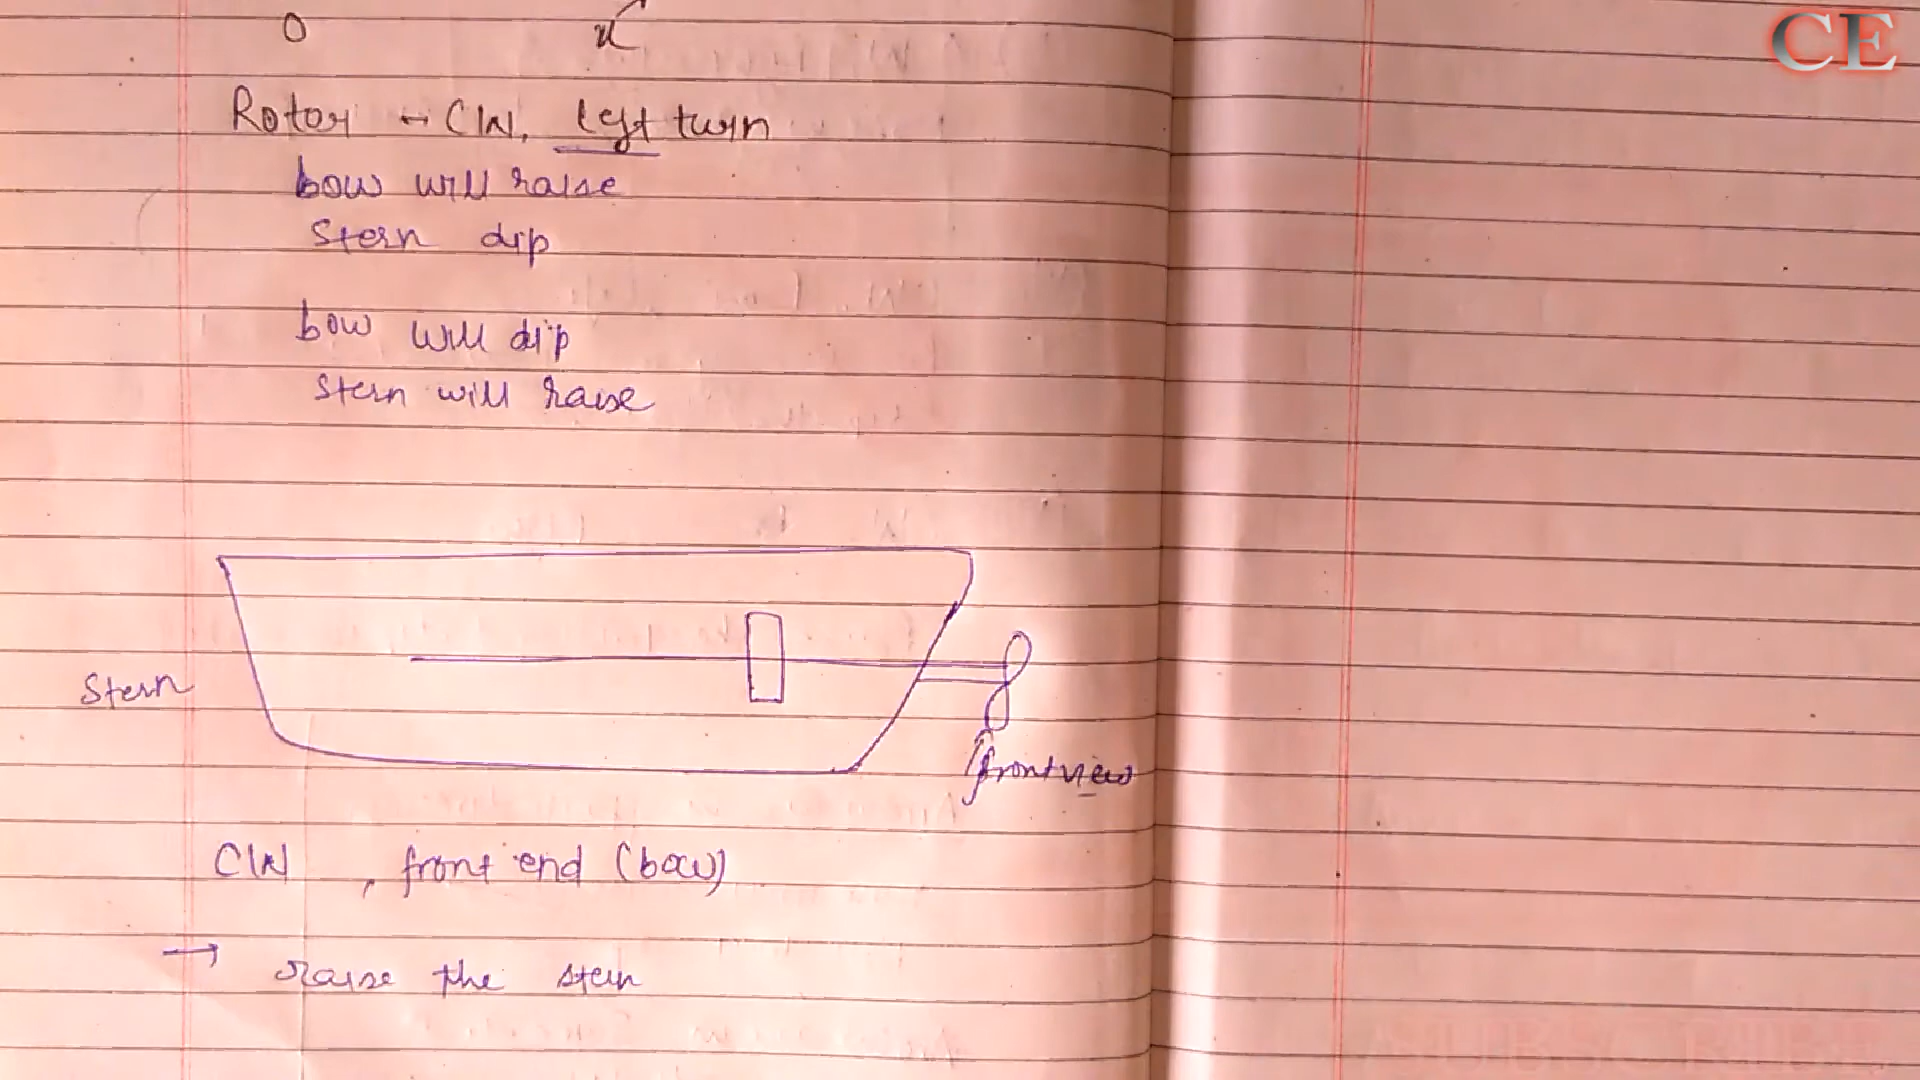 CE
0 x
Rotor - CW, left turn
bow will raise
Stern dip
bow will dip
stern will raise
Stern
front view
CW , front end (bow)
→ raise the stern